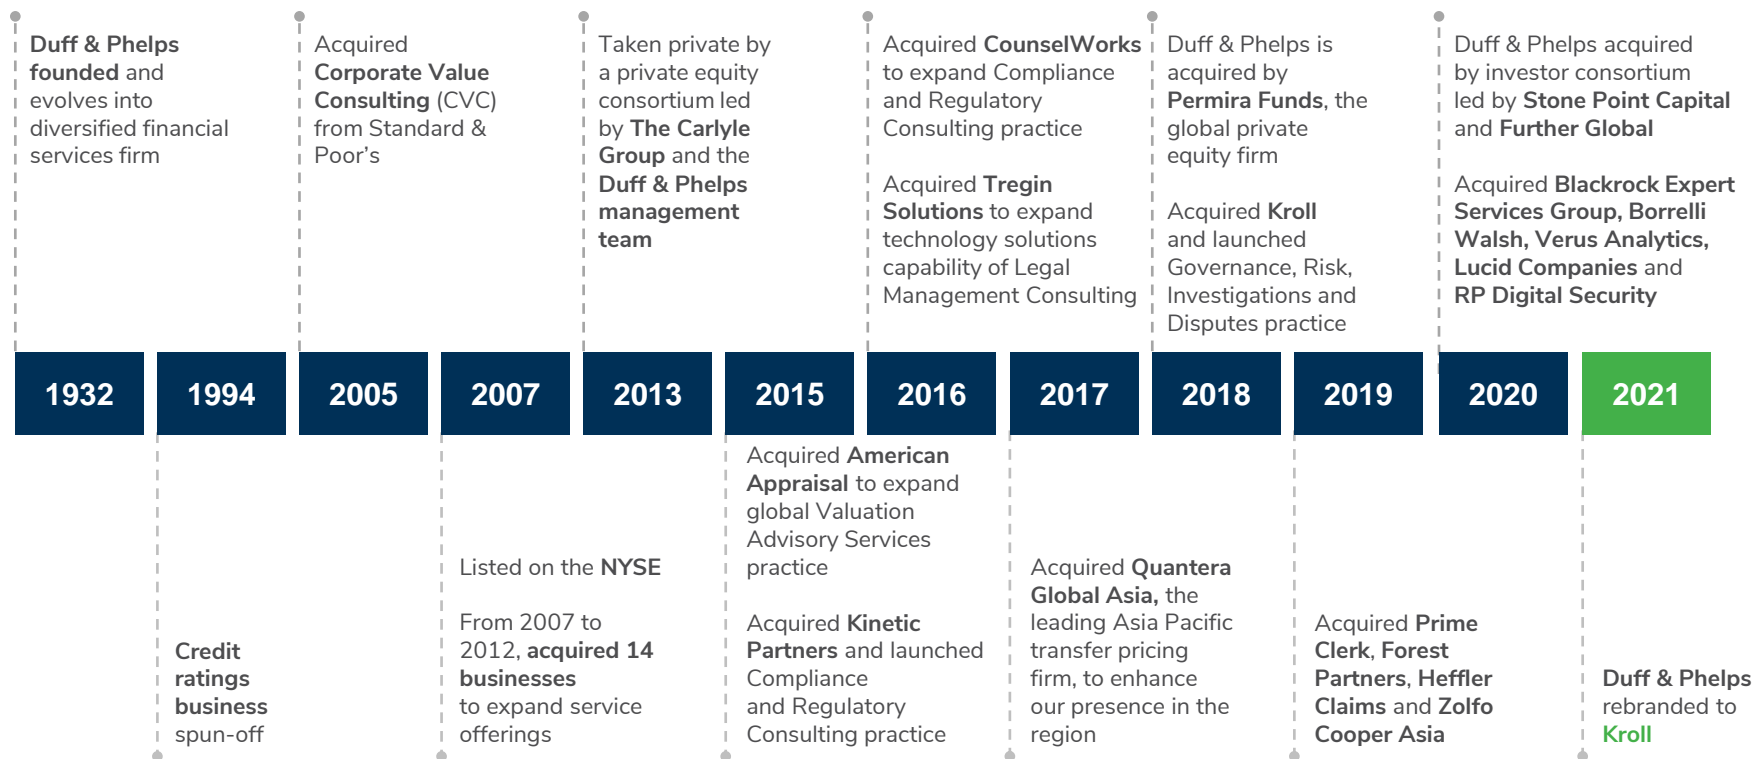 Duff & Phelps
founded and
evolves into
diversified financial
services firm
Acquired
Corporate Value
Consulting (CVC)
from Standard &
Poor’s
Taken private by
a private equity
consortium led
by The Carlyle
Group and the
Duff & Phelps
management
team
Acquired CounselWorks
to expand Compliance
and Regulatory
Consulting practice
Acquired Tregin
Solutions to expand
technology solutions
capability of Legal
Management Consulting
Duff & Phelps is
acquired by
Permira Funds, the
global private
equity firm
Acquired Kroll
and launched
Governance, Risk,
Investigations and
Disputes practice
Duff & Phelps acquired
by investor consortium
led by Stone Point Capital
and Further Global
Acquired Blackrock Expert
Services Group, Borrelli
Walsh, Verus Analytics,
Lucid Companies and
RP Digital Security
1932
1994
2005
2007
2013
2015
2016
2017
2018
2019
2020
2021
Credit
ratings
business
spun-off
Listed on the NYSE
From 2007 to
2012, acquired 14
businesses
to expand service
offerings
Acquired American
Appraisal to expand
global Valuation
Advisory Services
practice
Acquired Kinetic
Partners and launched
Compliance
and Regulatory
Consulting practice
Acquired Quantera
Global Asia, the
leading Asia Pacific
transfer pricing
firm, to enhance
our presence in the
region
Acquired Prime
Clerk, Forest
Partners, Heffler
Claims and Zolfo
Cooper Asia
Duff & Phelps
rebranded to
Kroll